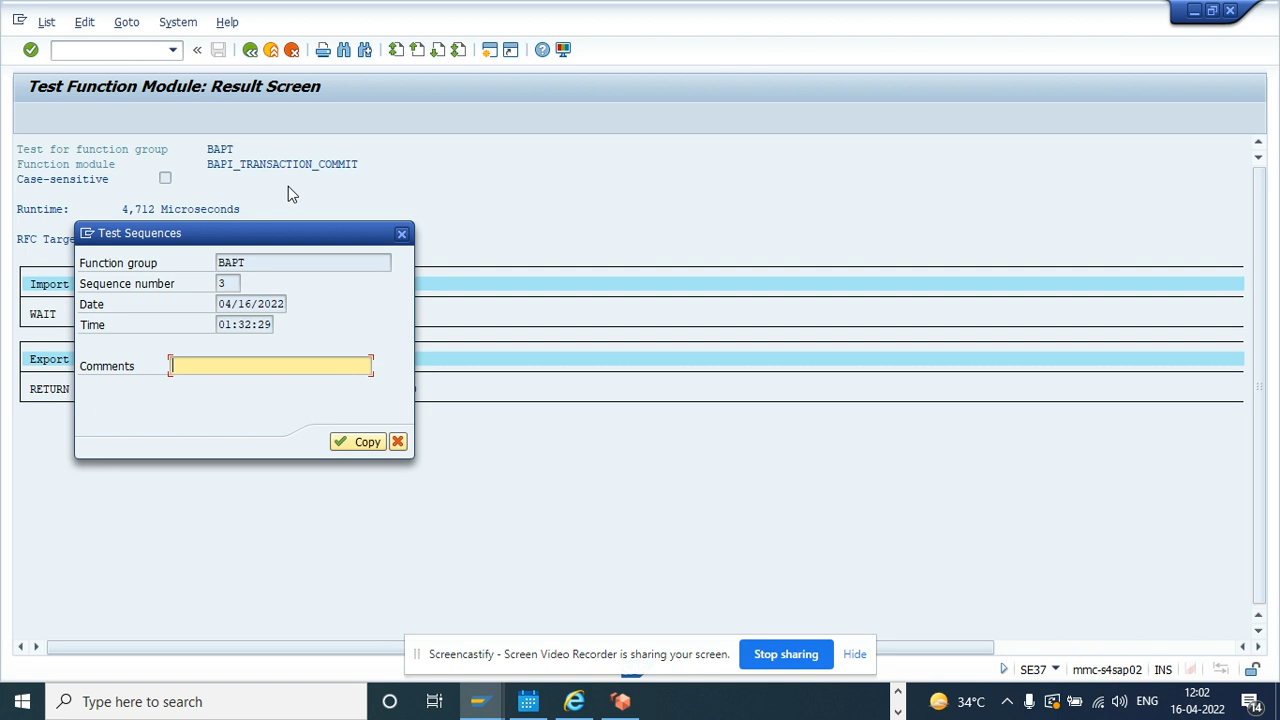 List Edit Goto System Help
Test Function Module: Result Screen
Test for function group BAPT
Function module BAPI_TRANSACTION_COMMIT
Case-sensitive
Runtime: 4,712 Microseconds
RFC Targe
Test Sequences
Function group BAPT
Sequence number 3
Date 04/16/2022
Time 01:32:29
Comments
Copy
Import
WAIT
Export
RETURN
Screencastify - Screen Video Recorder is sharing your screen. Stop sharing Hide
SE37 mmc-s4sap02 INS
Type here to search
34°C ENG 12:02
16-04-2022 14